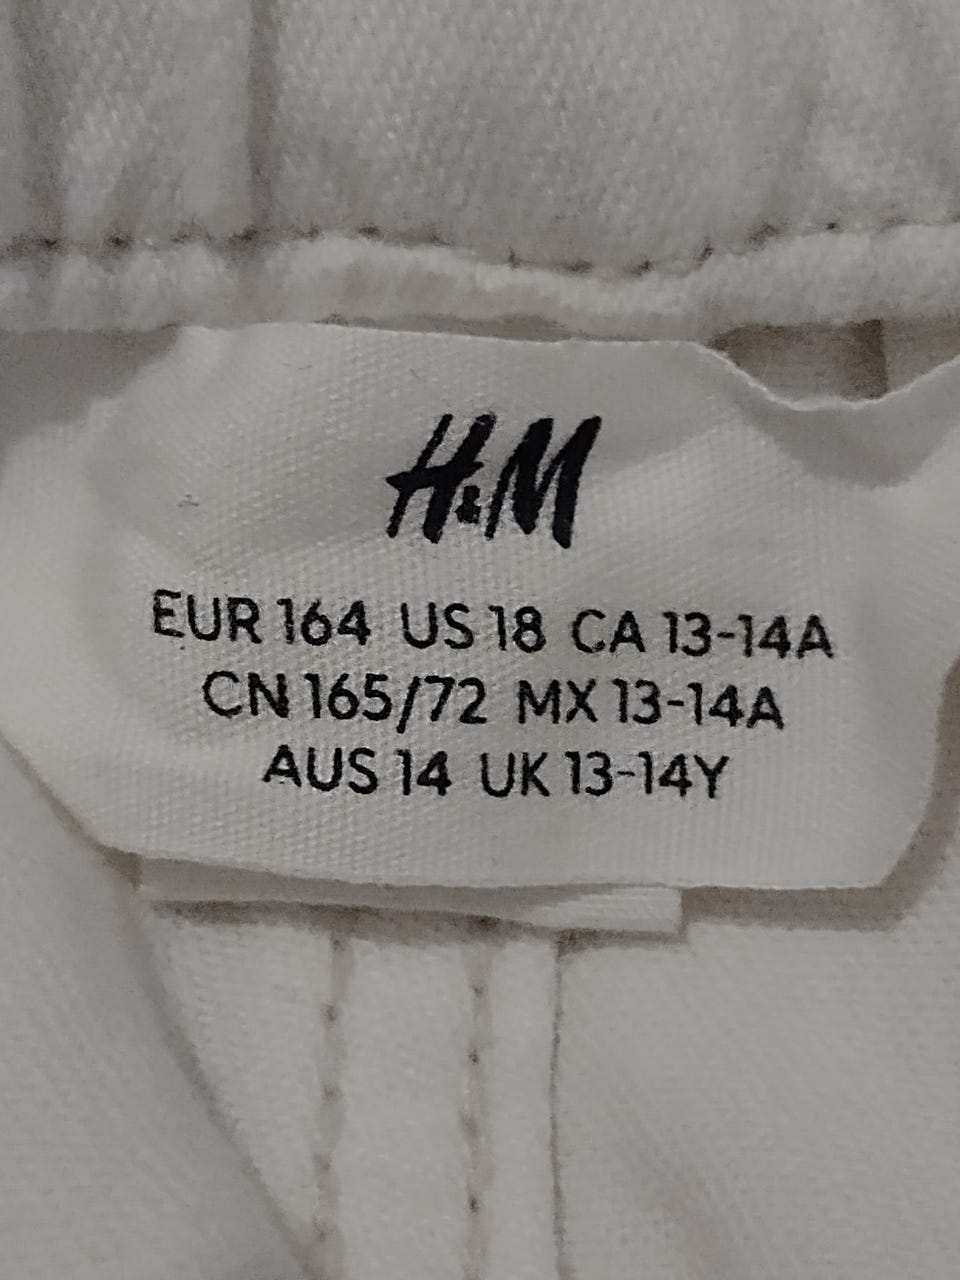 H&M
EUR 164 US 18 CA 13-14A
CN 165/72 MX 13-14A
AUS 14 UK 13-14Y